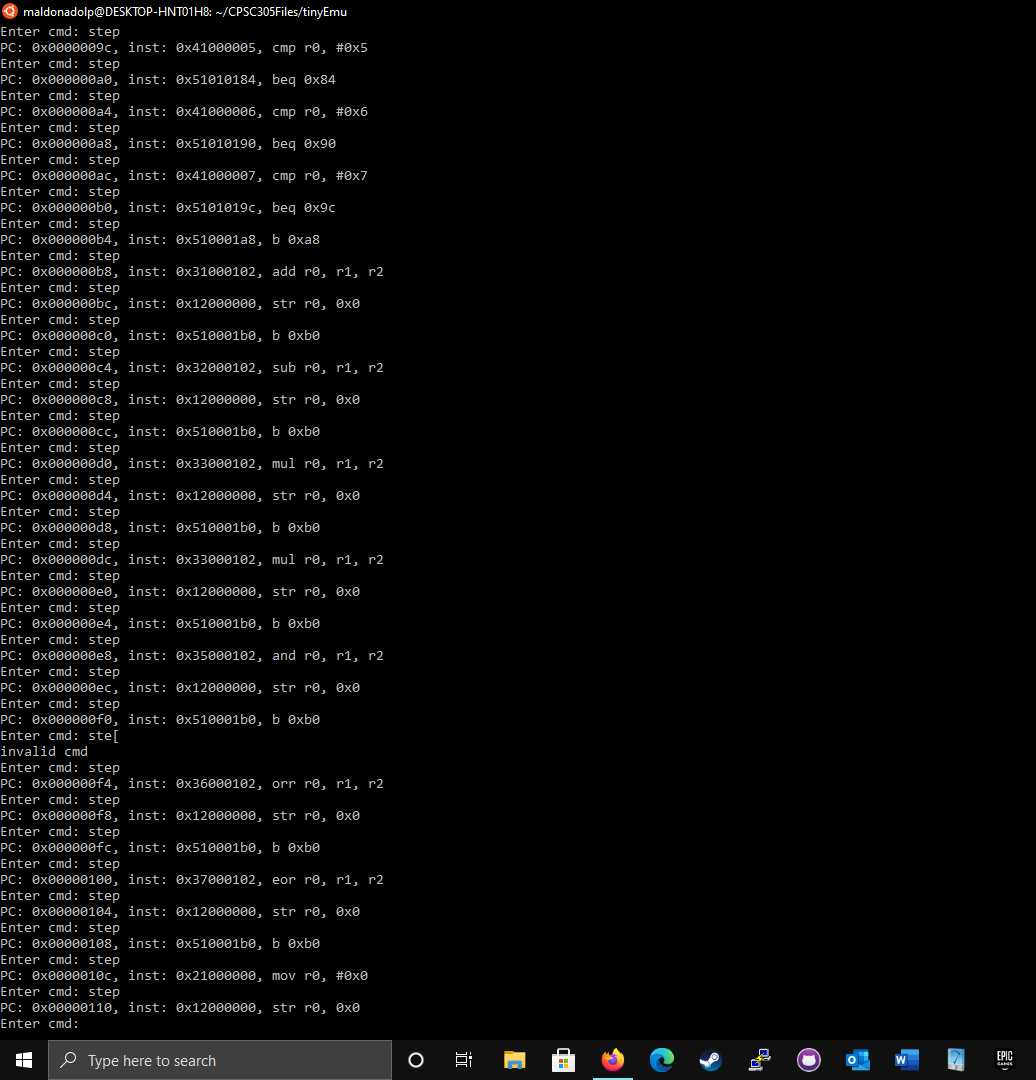 maldonadolp@DESKTOP-HNT01H8: ~/CPSC305Files/tinyEmu
Enter cmd: step
PC: 0x0000009c, inst: 0x41000005, cmp r0, #0x5
Enter cmd: step
PC: 0x000000a0, inst: 0x51010184, beq 0x84
Enter cmd: step
PC: 0x000000a4, inst: 0x41000006, cmp r0, #0x6
Enter cmd: step
PC: 0x000000a8, inst: 0x51010190, beq 0x90
Enter cmd: step
PC: 0x000000ac, inst: 0x41000007, cmp r0, #0x7
Enter cmd: step
PC: 0x000000b0, inst: 0x5101019c, beq 0x9c
Enter cmd: step
PC: 0x000000b4, inst: 0x510001a8, b 0xa8
Enter cmd: step
PC: 0x000000b8, inst: 0x31000102, add r0, r1, r2
Enter cmd: step
PC: 0x000000bc, inst: 0x12000000, str r0, 0x0
Enter cmd: step
PC: 0x000000c0, inst: 0x510001b0, b 0xb0
Enter cmd: step
PC: 0x000000c4, inst: 0x32000102, sub r0, r1, r2
Enter cmd: step
PC: 0x000000c8, inst: 0x12000000, str r0, 0x0
Enter cmd: step
PC: 0x000000cc, inst: 0x510001b0, b 0xb0
Enter cmd: step
PC: 0x000000d0, inst: 0x33000102, mul r0, r1, r2
Enter cmd: step
PC: 0x000000d4, inst: 0x12000000, str r0, 0x0
Enter cmd: step
PC: 0x000000d8, inst: 0x510001b0, b 0xb0
Enter cmd: step
PC: 0x000000dc, inst: 0x33000102, mul r0, r1, r2
Enter cmd: step
PC: 0x000000e0, inst: 0x12000000, str r0, 0x0
Enter cmd: step
PC: 0x000000e4, inst: 0x510001b0, b 0xb0
Enter cmd: step
PC: 0x000000e8, inst: 0x35000102, and r0, r1, r2
Enter cmd: step
PC: 0x000000ec, inst: 0x12000000, str r0, 0x0
Enter cmd: step
PC: 0x000000f0, inst: 0x510001b0, b 0xb0
Enter cmd: ste[
invalid cmd
Enter cmd: step
PC: 0x000000f4, inst: 0x36000102, orr r0, r1, r2
Enter cmd: step
PC: 0x000000f8, inst: 0x12000000, str r0, 0x0
Enter cmd: step
PC: 0x000000fc, inst: 0x510001b0, b 0xb0
Enter cmd: step
PC: 0x00000100, inst: 0x37000102, eor r0, r1, r2
Enter cmd: step
PC: 0x00000104, inst: 0x12000000, str r0, 0x0
Enter cmd: step
PC: 0x00000108, inst: 0x510001b0, b 0xb0
Enter cmd: step
PC: 0x0000010c, inst: 0x21000000, mov r0, #0x0
Enter cmd: step
PC: 0x00000110, inst: 0x12000000, str r0, 0x0
Enter cmd:
Type here to search
EPIC
GAMES